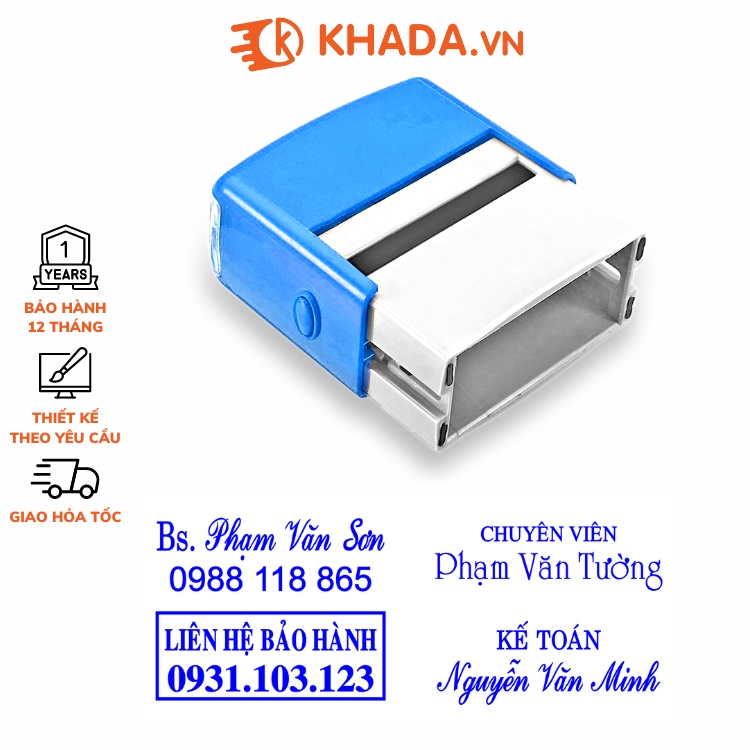 K KHADA.vn
1
YEARS
BẢO HÀNH
12 THÁNG
THIẾT KẾ
THEO YÊU CẦU
GIAO HỎA TỐC
Bs. Phạm Văn Sơn
0988 118 865
CHUYÊN VIÊN
Phạm Văn Tường
LIÊN HỆ BẢO HÀNH
0931.103.123
KẾ TOÁN
Nguyễn Văn Minh